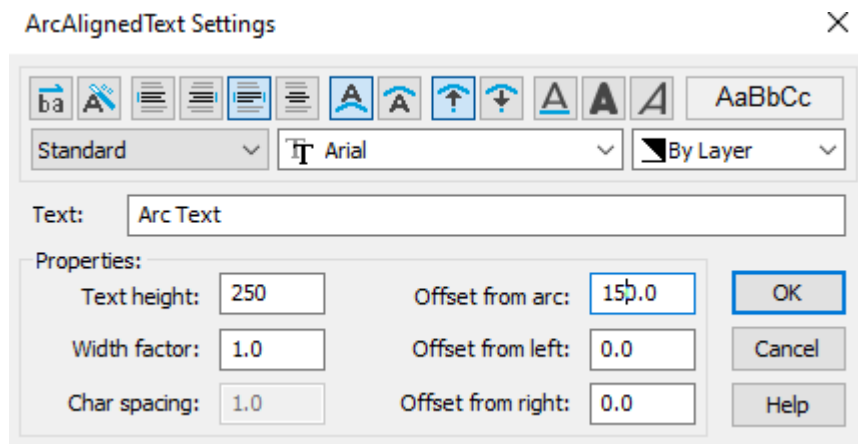 ArcAlignedText Settings
ba A A A A A A AaBbCc
Standard Arial By Layer
Text: Arc Text
Properties:
Text height: 250 Offset from arc: 150.0 OK
Width factor: 1.0 Offset from left: 0.0 Cancel
Char spacing: 1.0 Offset from right: 0.0 Help